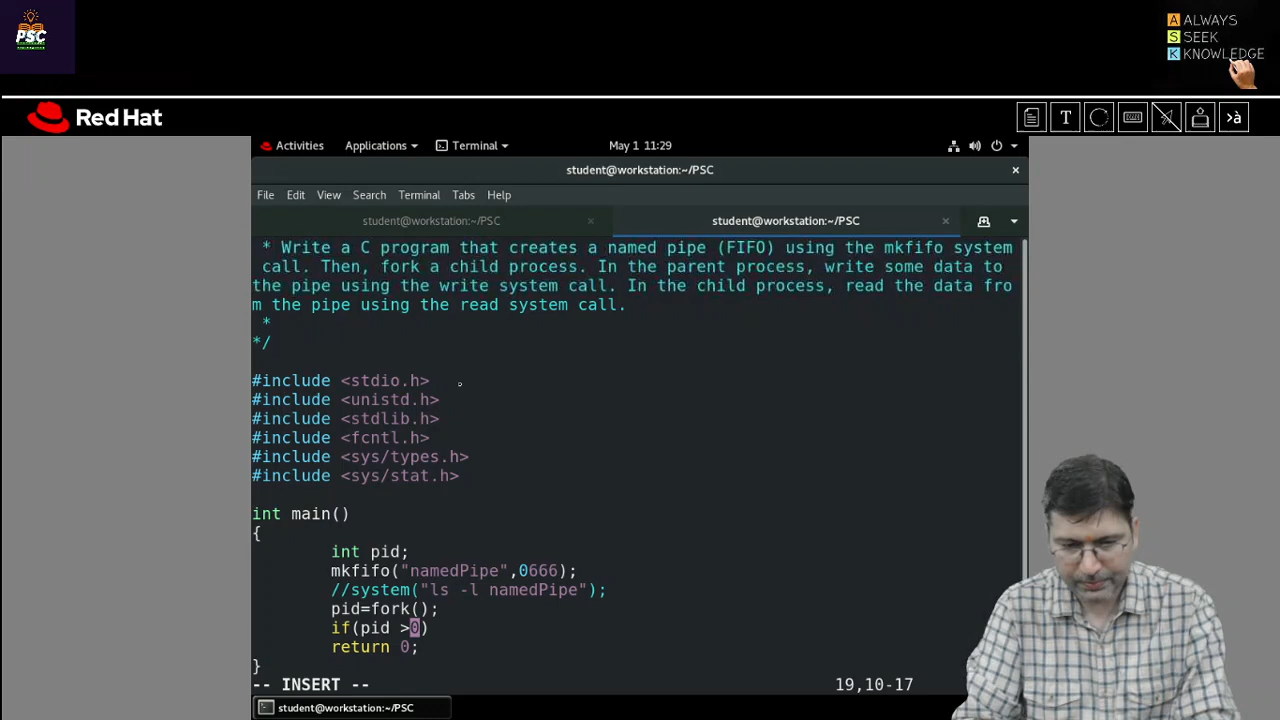 PSC
A ALWAYS
S SEEK
K KNOWLEDGE
Red Hat
T
>à
Activities Applications Terminal May 1 11:29
student@workstation:~/PSC ×
File Edit View Search Terminal Tabs Help
student@workstation:~/PSC × student@workstation:~/PSC ×
* Write a C program that creates a named pipe (FIFO) using the mkfifo system
call. Then, fork a child process. In the parent process, write some data to
the pipe using the write system call. In the child process, read the data fro
m the pipe using the read system call.
*
*/
#include <stdio.h>
#include <unistd.h>
#include <stdlib.h>
#include <fcntl.h>
#include <sys/types.h>
#include <sys/stat.h>
int main()
{
int pid;
mkfifo("namedPipe",0666);
//system("ls -l namedPipe");
pid=fork();
if(pid >0)
return 0;
}
-- INSERT -- 19,10-17
student@workstation:~/PSC